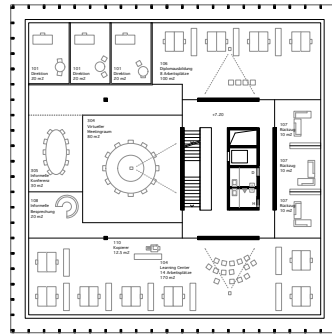 101
Direktion
20 m2
101
Direktion
20 m2
101
Direktion
20 m2
106
Diplomausbildung
8 Arbeitsplätze
100 m2
304
Virtueller
Meetingraum
80 m2
+7.20
107
Rückzug
10 m2
107
Rückzug
10 m2
107
Rückzug
10 m2
305
Informelle
Konferenz
30 m2
108
Informelle
Besprechung
20 m2
110
Kopierer
12.5 m2
104
Learning Center
14 Arbeitsplätze
170 m2